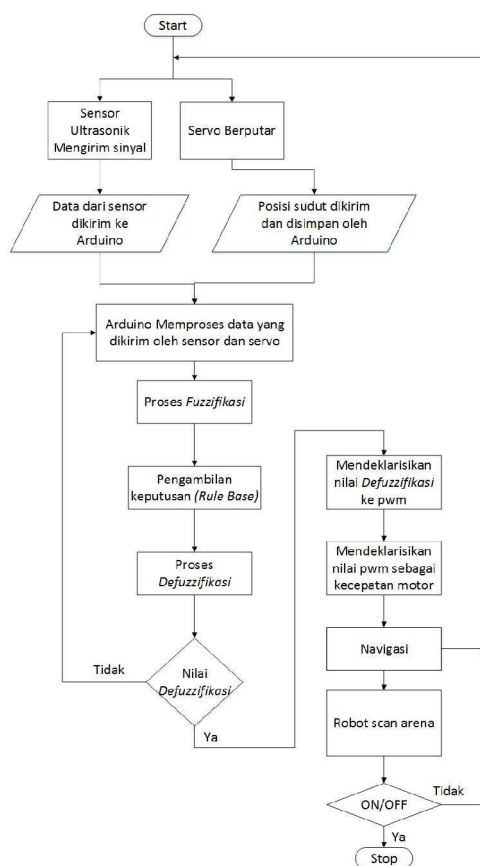 Start
Sensor
Ultrasonik
Mengirim sinyal
Servo Berputar
Data dari sensor
dikirim ke
Arduino
Posisi sudut dikirim
dan disimpan oleh
Arduino
Arduino Memproses data yang
dikirim oleh sensor dan servo
Proses Fuzzifikasi
Pengambilan
keputusan (Rule Base)
Proses
Defuzzifikasi
Nilai
Defuzzifikasi
Tidak
Ya
Mendeklarisikan
nilai Defuzzifikasi
ke pwm
Mendeklarisikan
nilai pwm sebagai
kecepatan motor
Navigasi
Robot scan arena
ON/OFF
Tidak
Ya
Stop